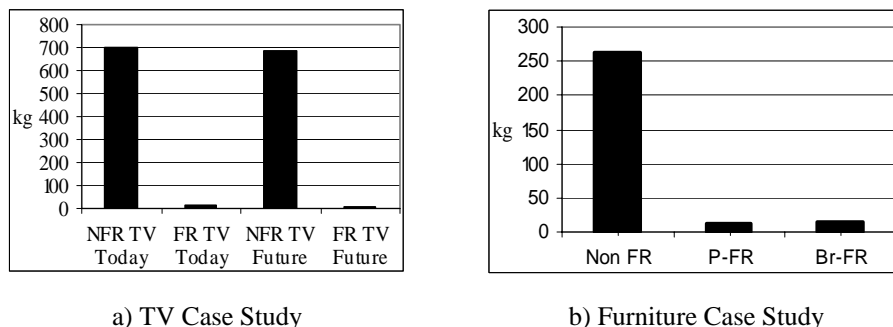 800
700
600
500
400
300
200
100
0
kg
NFR TV Today
FR TV Today
NFR TV Future
FR TV Future
a) TV Case Study
300
250
200
150
100
50
0
kg
Non FR
P-FR
Br-FR
b) Furniture Case Study